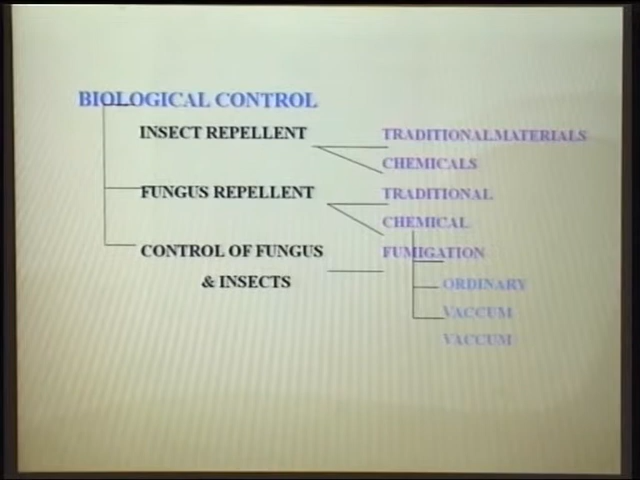 BIOLOGICAL CONTROL
INSECT REPELLENT
TRADITIONALMATERIALS
CHEMICALS
FUNGUS REPELLENT
TRADITIONAL
CHEMICAL
CONTROL OF FUNGUS
& INSECTS
FUMIGATION
ORDINARY
VACCUM
VACCUM